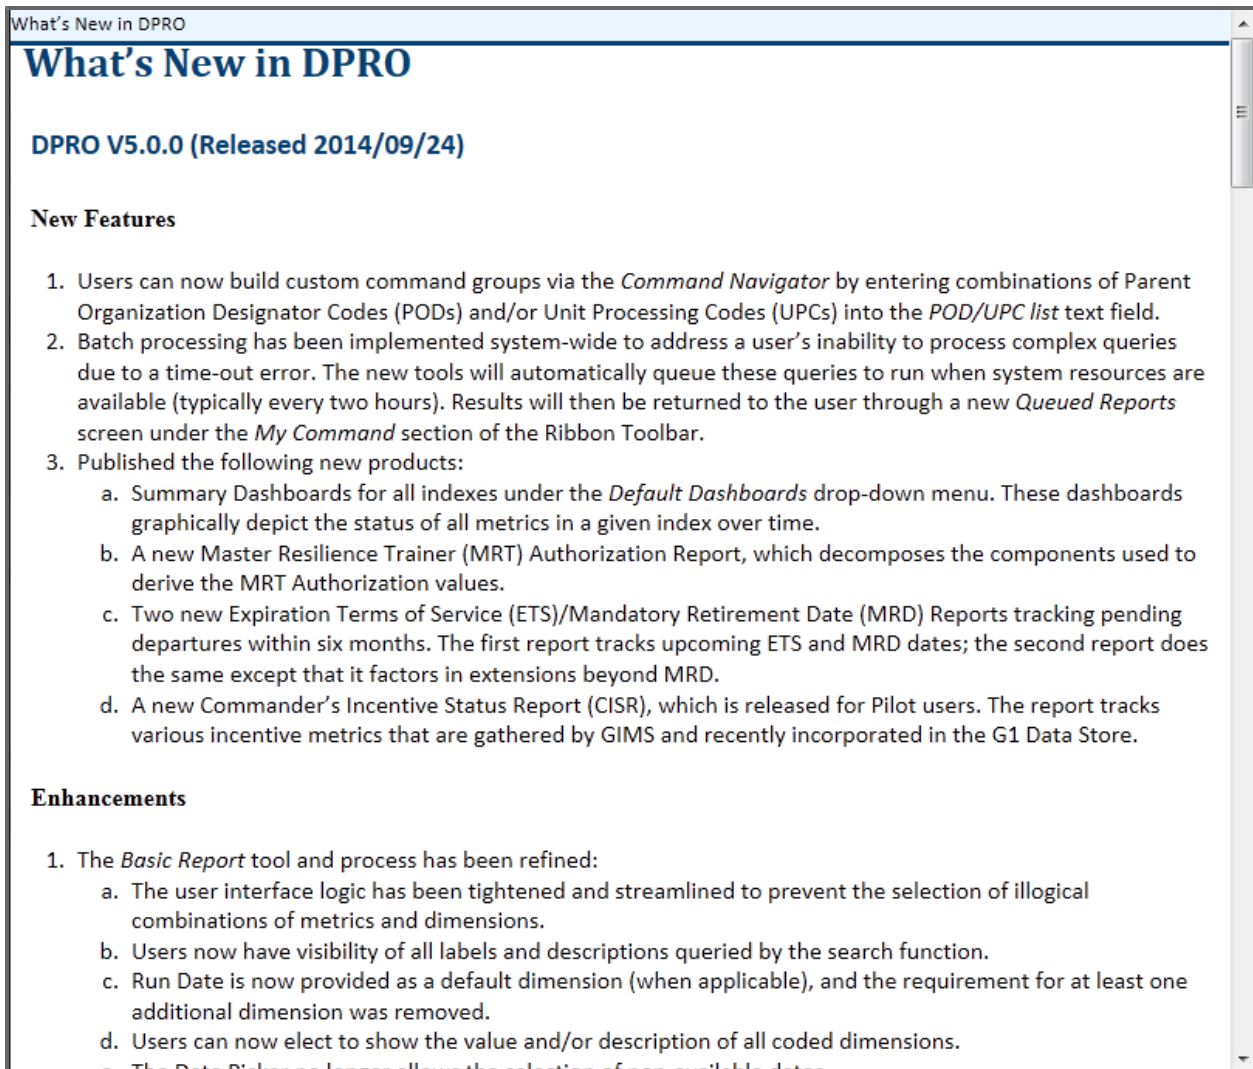 What's New in DPRO
What's New in DPRO
DPRO V5.0.0 (Released 2014/09/24)
New Features
1. Users can now build custom command groups via the Command Navigator by entering combinations of Parent
Organization Designator Codes (PODs) and/or Unit Processing Codes (UPCs) into the POD/UPC list text field.
2. Batch processing has been implemented system-wide to address a user's inability to process complex queries
due to a time-out error. The new tools will automatically queue these queries to run when system resources are
available (typically every two hours). Results will then be returned to the user through a new Queued Reports
screen under the My Command section of the Ribbon Toolbar.
3. Published the following new products:
a. Summary Dashboards for all indexes under the Default Dashboards drop-down menu. These dashboards
graphically depict the status of all metrics in a given index over time.
b. A new Master Resilience Trainer (MRT) Authorization Report, which decomposes the components used to
derive the MRT Authorization values.
c. Two new Expiration Terms of Service (ETS)/Mandatory Retirement Date (MRD) Reports tracking pending
departures within six months. The first report tracks upcoming ETS and MRD dates; the second report does
the same except that it factors in extensions beyond MRD.
d. A new Commander's Incentive Status Report (CISR), which is released for Pilot users. The report tracks
various incentive metrics that are gathered by GIMS and recently incorporated in the G1 Data Store.
Enhancements
1. The Basic Report tool and process has been refined:
a. The user interface logic has been tightened and streamlined to prevent the selection of illogical
combinations of metrics and dimensions.
b. Users now have visibility of all labels and descriptions queried by the search function.
c. Run Date is now provided as a default dimension (when applicable), and the requirement for at least one
additional dimension was removed.
d. Users can now elect to show the value and/or description of all coded dimensions.
The Date Picker no longer allows the selection of non-available dates